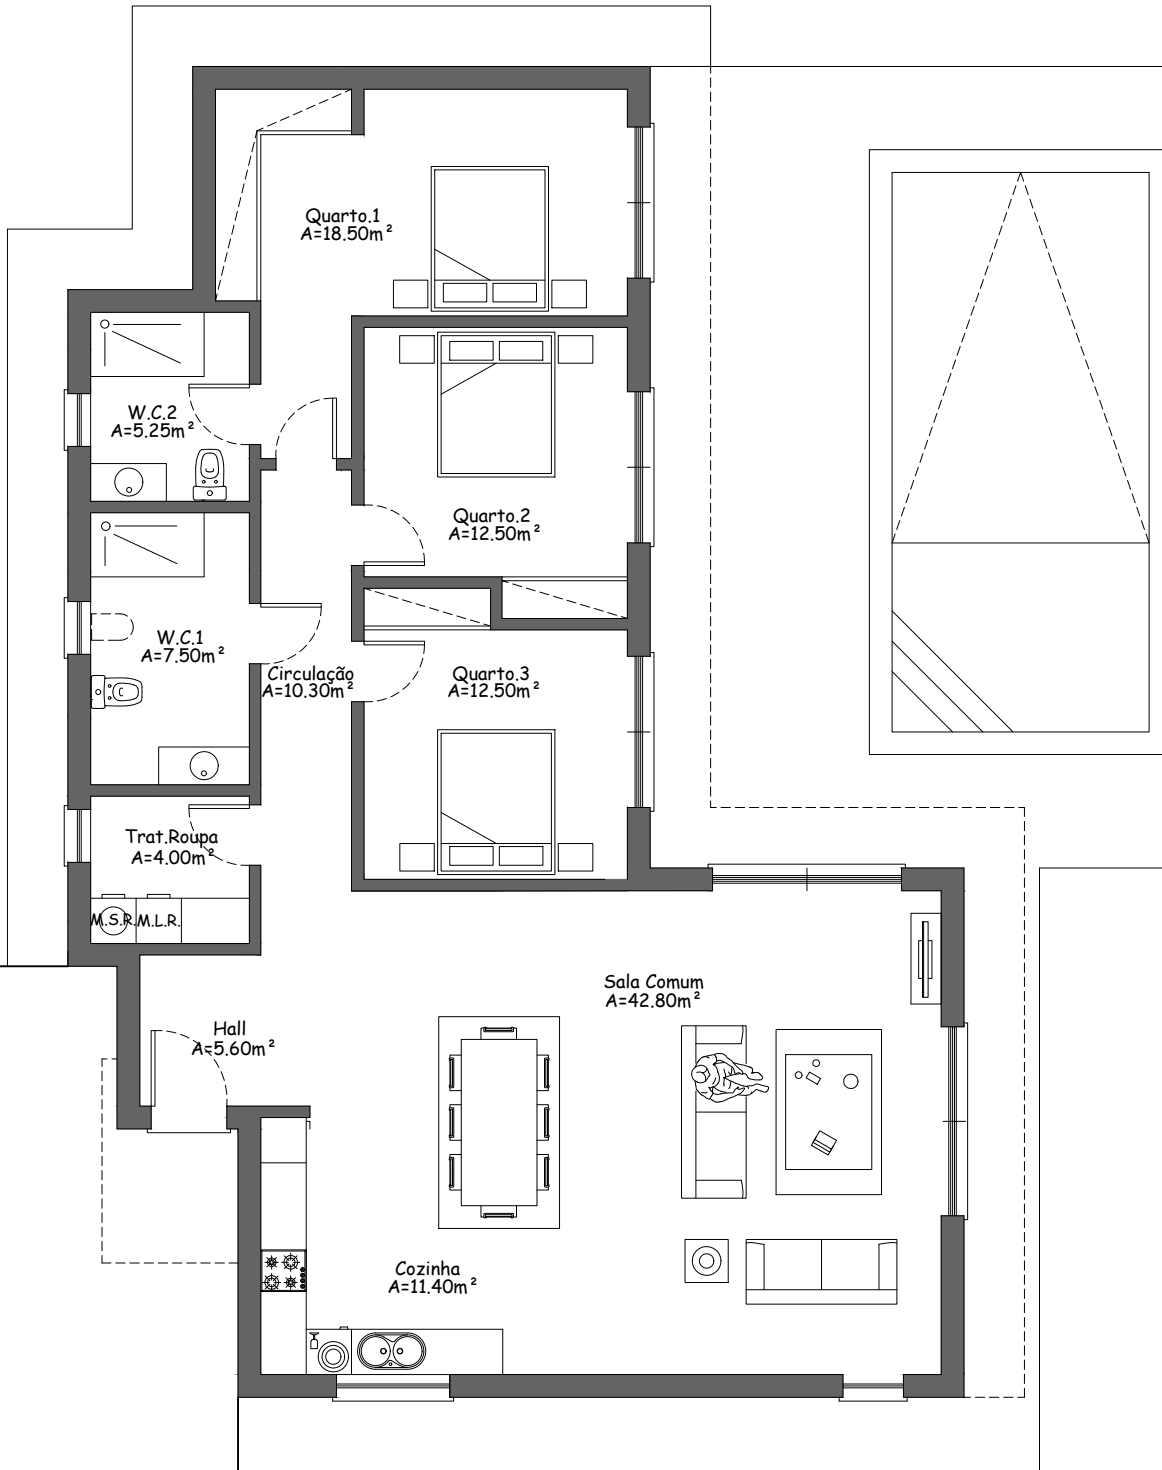 Quarto.1
A=18.50m²
W.C.2
A=5.25m²
Quarto.2
A=12.50m²
W.C.1
A=7.50m²
Circulação
A=10.30m²
Quarto.3
A=12.50m²
Trat.Roupa
A=4.00m²
M.S.R. M.L.R.
Sala Comum
A=42.80m²
Hall
A=5.60m²
Cozinha
A=11.40m²